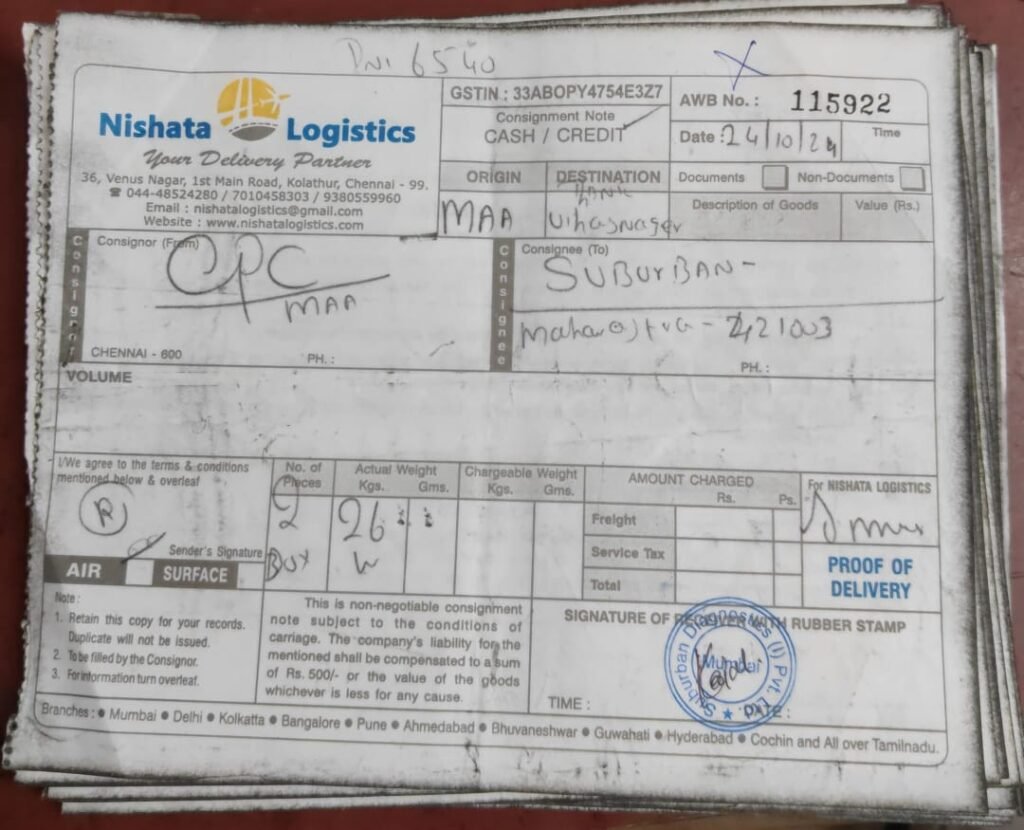 DNI 6540
Nishata Logistics
Your Delivery Partner
36, Venus Nagar, 1st Main Road, Kolathur, Chennai - 99.
☎ 044-48524280 / 7010458303 / 9380559960
Email : nishatalogistics@gmail.com
Website : www.nishatalogistics.com
GSTIN : 33ABOPY4754E3Z7
Consignment Note
CASH / CREDIT
AWB No. : 115922
Date : 24/10/24
Time
ORIGIN
DESTINATION
Documents
Non-Documents
MAA
Description of Goods
Value (Rs.)
Consignor
Consignor (From)
CPC
MAA
CHENNAI - 600
PH. :
Consignee
Consignee (To)
SUBURBAN -
421003
PH. :
VOLUME
I/We agree to the terms & conditions
mentioned below & overleaf
R
Sender's Signature
AIR
SURFACE
No. of
Pieces
Actual Weight
Kgs. Gms.
Chargeable Weight
Kgs. Gms.
AMOUNT CHARGED
Rs. Ps.
2
26
Box
Freight
Service Tax
Total
For NISHATA LOGISTICS
PROOF OF
DELIVERY
Note :
1. Retain this copy for your records.
Duplicate will not be issued.
2. To be filled by the Consignor.
3. For information turn overleaf.
This is non-negotiable consignment
note subject to the conditions of
carriage. The company's liability for the
mentioned shall be compensated to a sum
of Rs. 500/- or the value of the goods
whichever is less for any cause.
SIGNATURE OF RECEIVER WITH RUBBER STAMP
Suburban Diagnostics (I) Pvt. Ltd.
Mumbai
TIME :
DATE :
Branches : ● Mumbai ● Delhi ● Kolkatta ● Bangalore ● Pune ● Ahmedabad ● Bhuvaneshwar ● Guwahati ● Hyderabad ● Cochin and All over Tamilnadu.